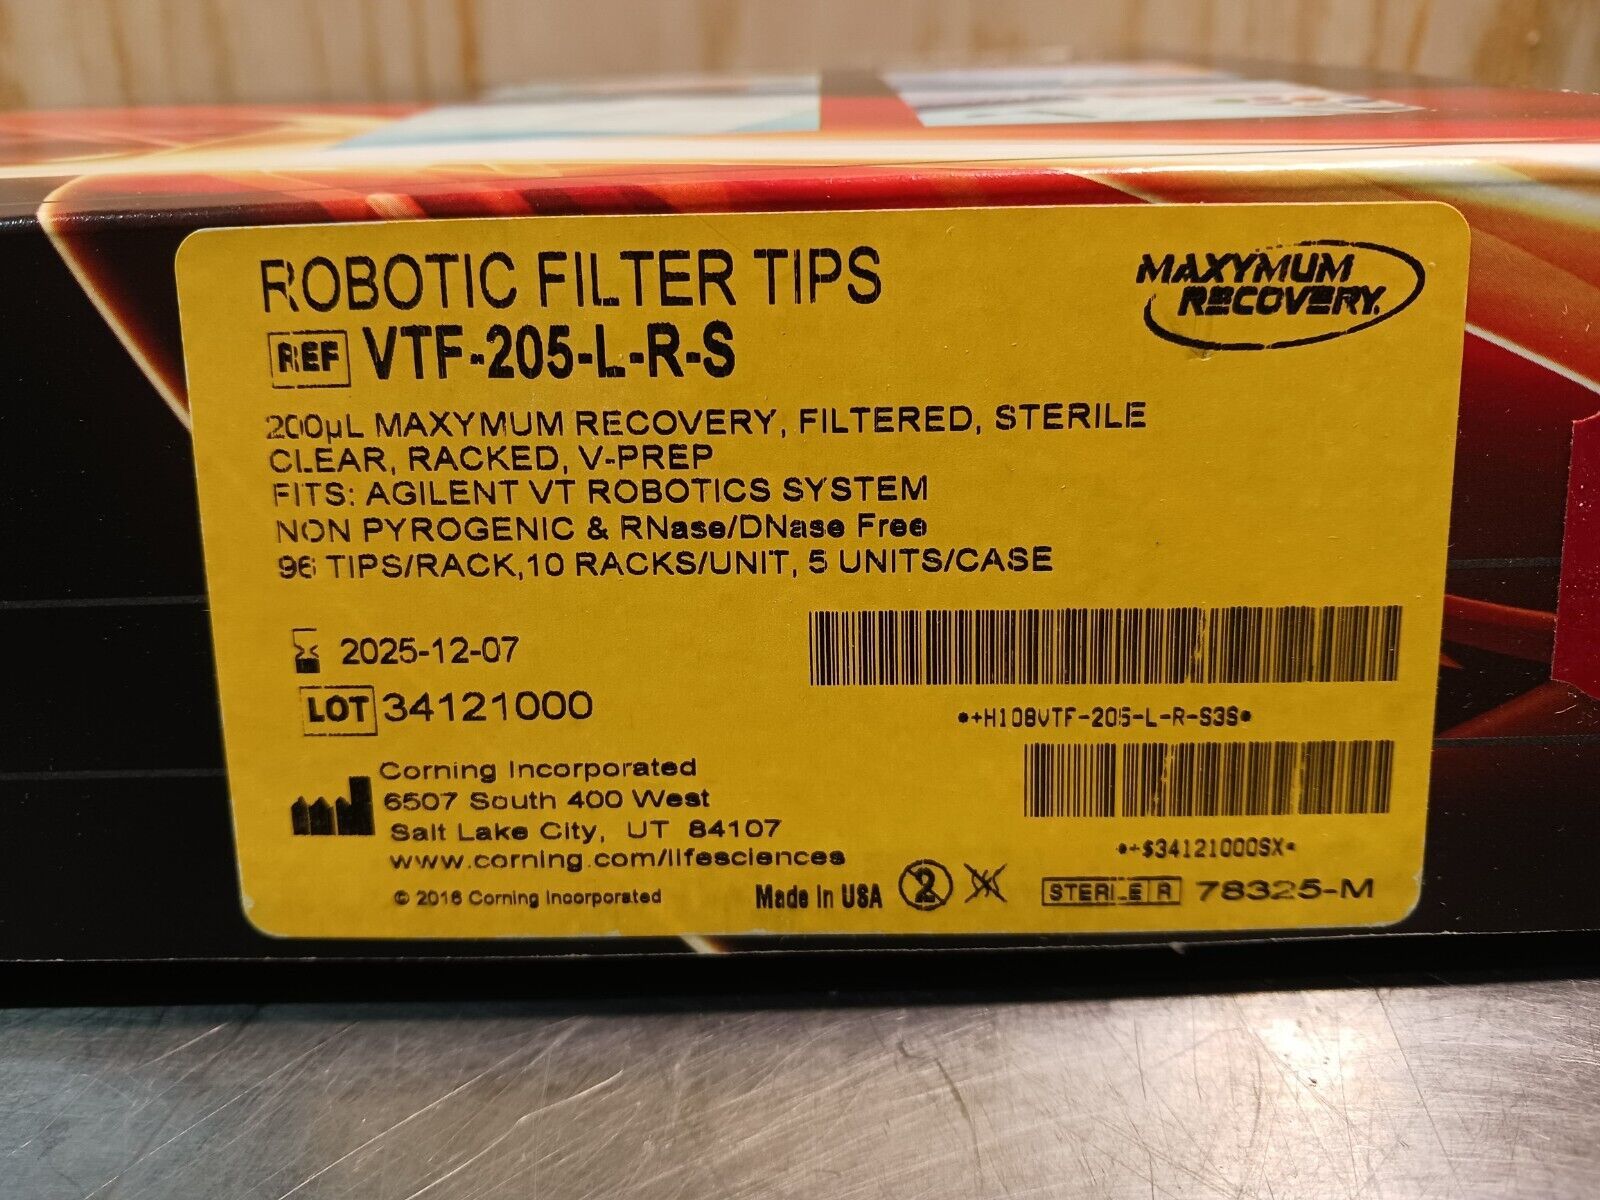 ROBOTIC FILTER TIPS
MAXYMUM
RECOVERY.
REF VTF-205-L-R-S
200µL MAXYMUM RECOVERY, FILTERED, STERILE
CLEAR, RACKED, V-PREP
FITS: AGILENT VT ROBOTICS SYSTEM
NON PYROGENIC & RNase/DNase Free
96 TIPS/RACK,10 RACKS/UNIT, 5 UNITS/CASE
2025-12-07
LOT 34121000
*+H108VTF-205-L-R-S3S*
Corning Incorporated
6507 South 400 West
Salt Lake City, UT 84107
www.corning.com/lifesciences
*+$34121000SX*
© 2016 Corning Incorporated
Made In USA
2
STERILE R 78325-M